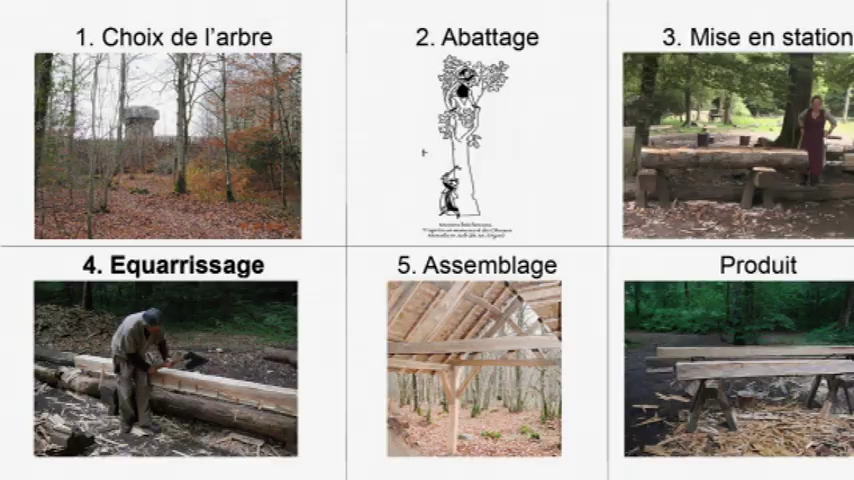 1. Choix de l’arbre
2. Abattage
3. Mise en station
4. Equarrissage
5. Assemblage
Produit